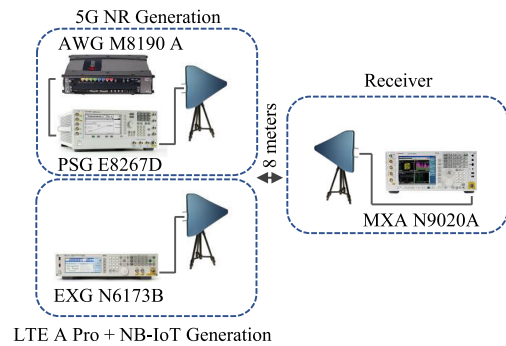 5G NR Generation
AWG M8190 A
PSG E8267D
EXG N6173B
LTE A Pro + NB-IoT Generation
8 meters
Receiver
MXA N9020A